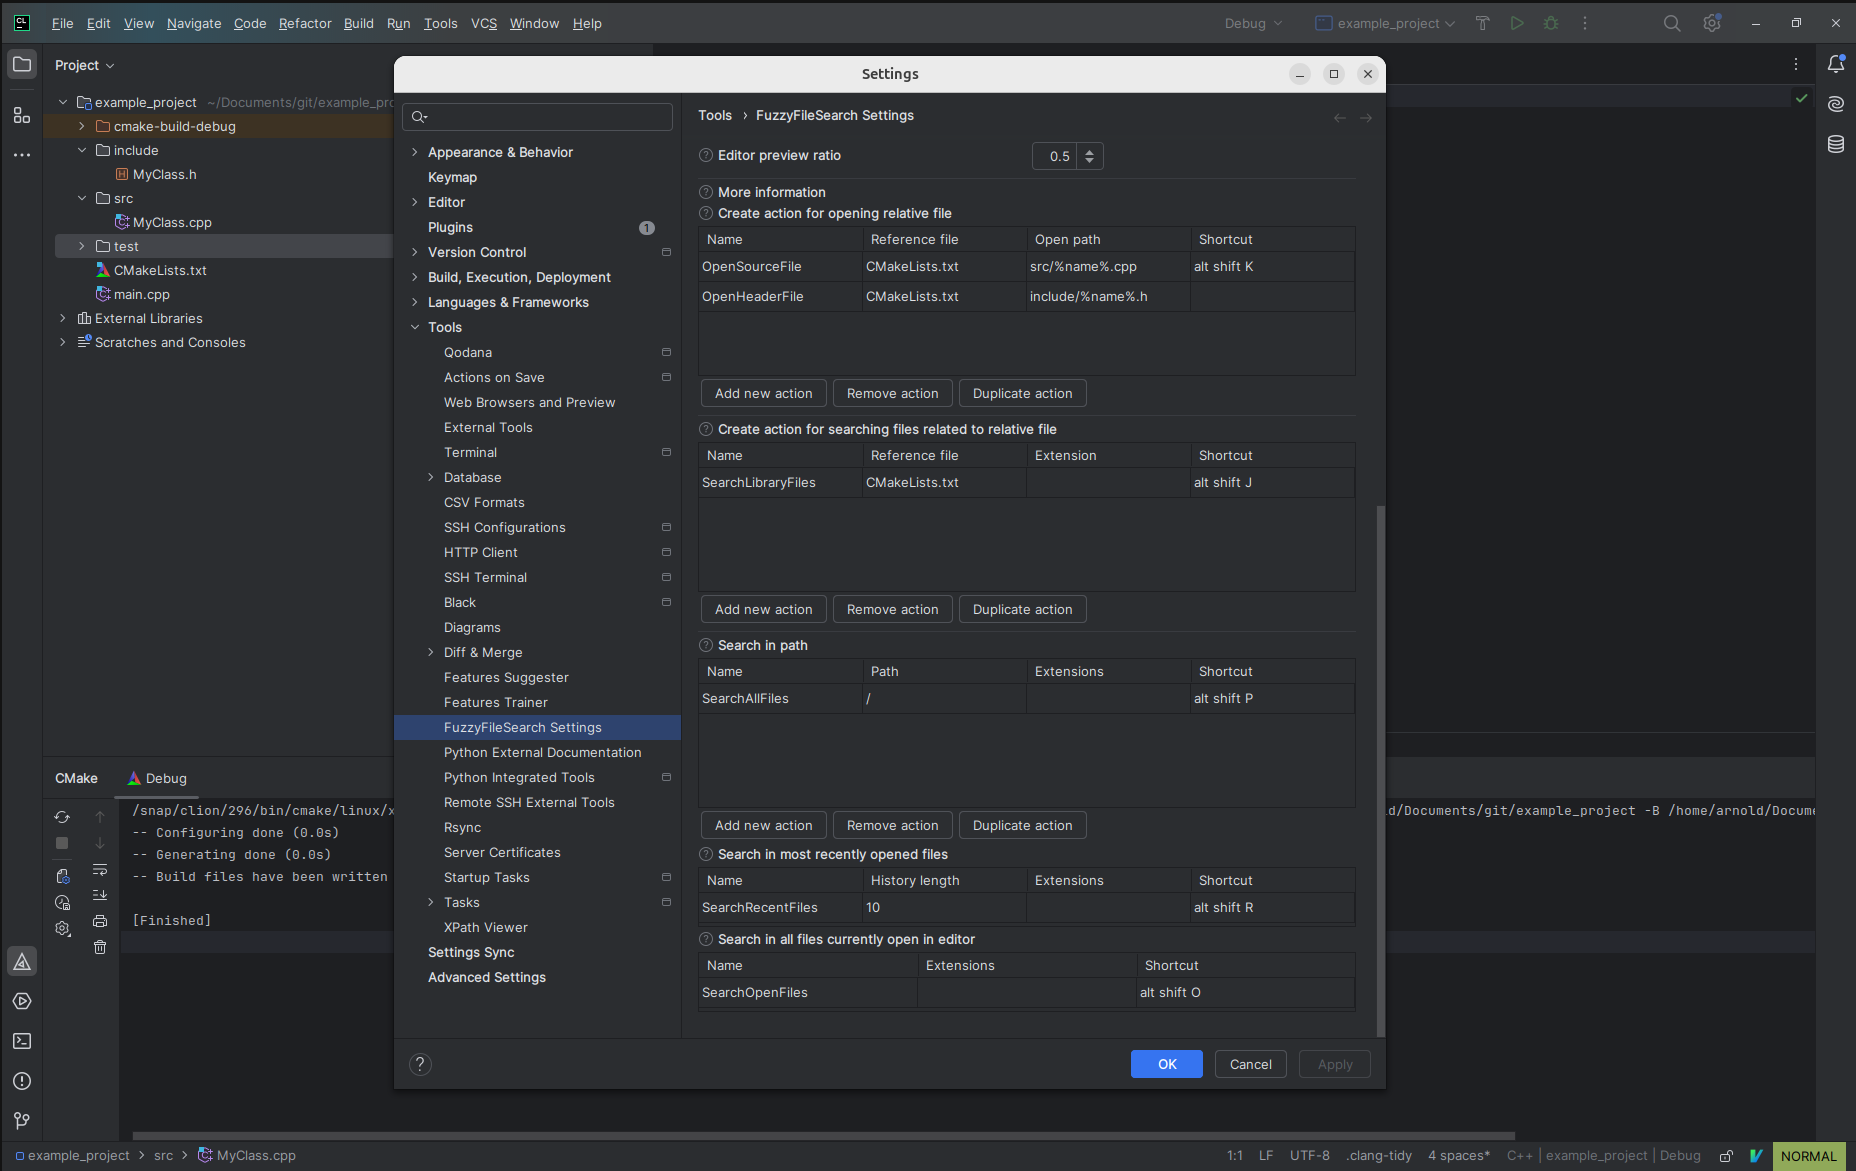 CL File Edit View Navigate Code Refactor Build Run Tools VCS Window Help Debug example_project
Project
example_project ~/Documents/git/example_pro
cmake-build-debug
include
MyClass.h
src
MyClass.cpp
test
CMakeLists.txt
main.cpp
External Libraries
Scratches and Consoles
Settings
Appearance & Behavior
Keymap
Editor
Plugins 1
Version Control
Build, Execution, Deployment
Languages & Frameworks
Tools
Qodana
Actions on Save
Web Browsers and Preview
External Tools
Terminal
Database
CSV Formats
SSH Configurations
HTTP Client
SSH Terminal
Black
Diagrams
Diff & Merge
Features Suggester
Features Trainer
FuzzyFileSearch Settings
Python External Documentation
Python Integrated Tools
Remote SSH External Tools
Rsync
Server Certificates
Startup Tasks
Tasks
XPath Viewer
Settings Sync
Advanced Settings
Tools › FuzzyFileSearch Settings
Editor preview ratio 0.5
More information
Create action for opening relative file
Name Reference file Open path Shortcut
OpenSourceFile CMakeLists.txt src/%name%.cpp alt shift K
OpenHeaderFile CMakeLists.txt include/%name%.h
Add new action Remove action Duplicate action
Create action for searching files related to relative file
Name Reference file Extension Shortcut
SearchLibraryFiles CMakeLists.txt alt shift J
Add new action Remove action Duplicate action
Search in path
Name Path Extensions Shortcut
SearchAllFiles / alt shift P
Add new action Remove action Duplicate action
Search in most recently opened files
Name History length Extensions Shortcut
SearchRecentFiles 10 alt shift R
Search in all files currently open in editor
Name Extensions Shortcut
SearchOpenFiles alt shift O
? OK Cancel Apply
CMake Debug
/snap/clion/296/bin/cmake/linux/x d/Documents/git/example_project -B /home/arnold/Docume
-- Configuring done (0.0s)
-- Generating done (0.0s)
-- Build files have been written
[Finished]
example_project > src > MyClass.cpp 1:1 LF UTF-8 .clang-tidy 4 spaces* C++ | example_project | Debug NORMAL